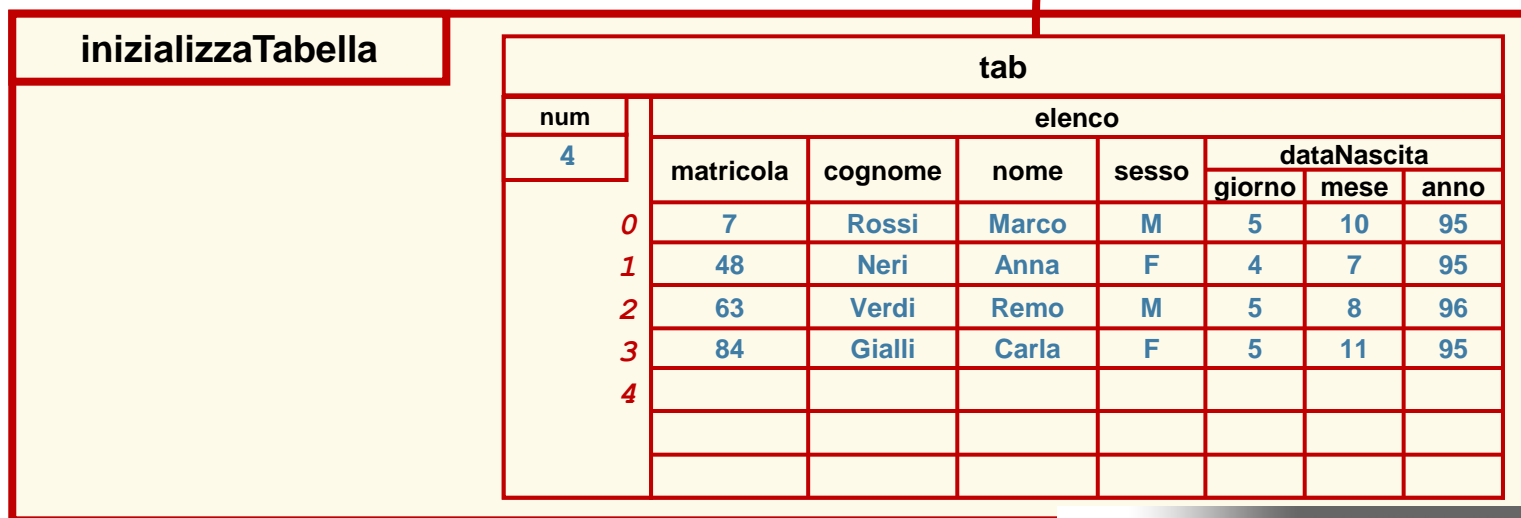 inizializzaTabella
tab
num elenco
4 matricola cognome nome sesso dataNascita
giorno mese anno
0 7 Rossi Marco M 5 10 95
1 48 Neri Anna F 4 7 95
2 63 Verdi Remo M 5 8 96
3 84 Gialli Carla F 5 11 95
4